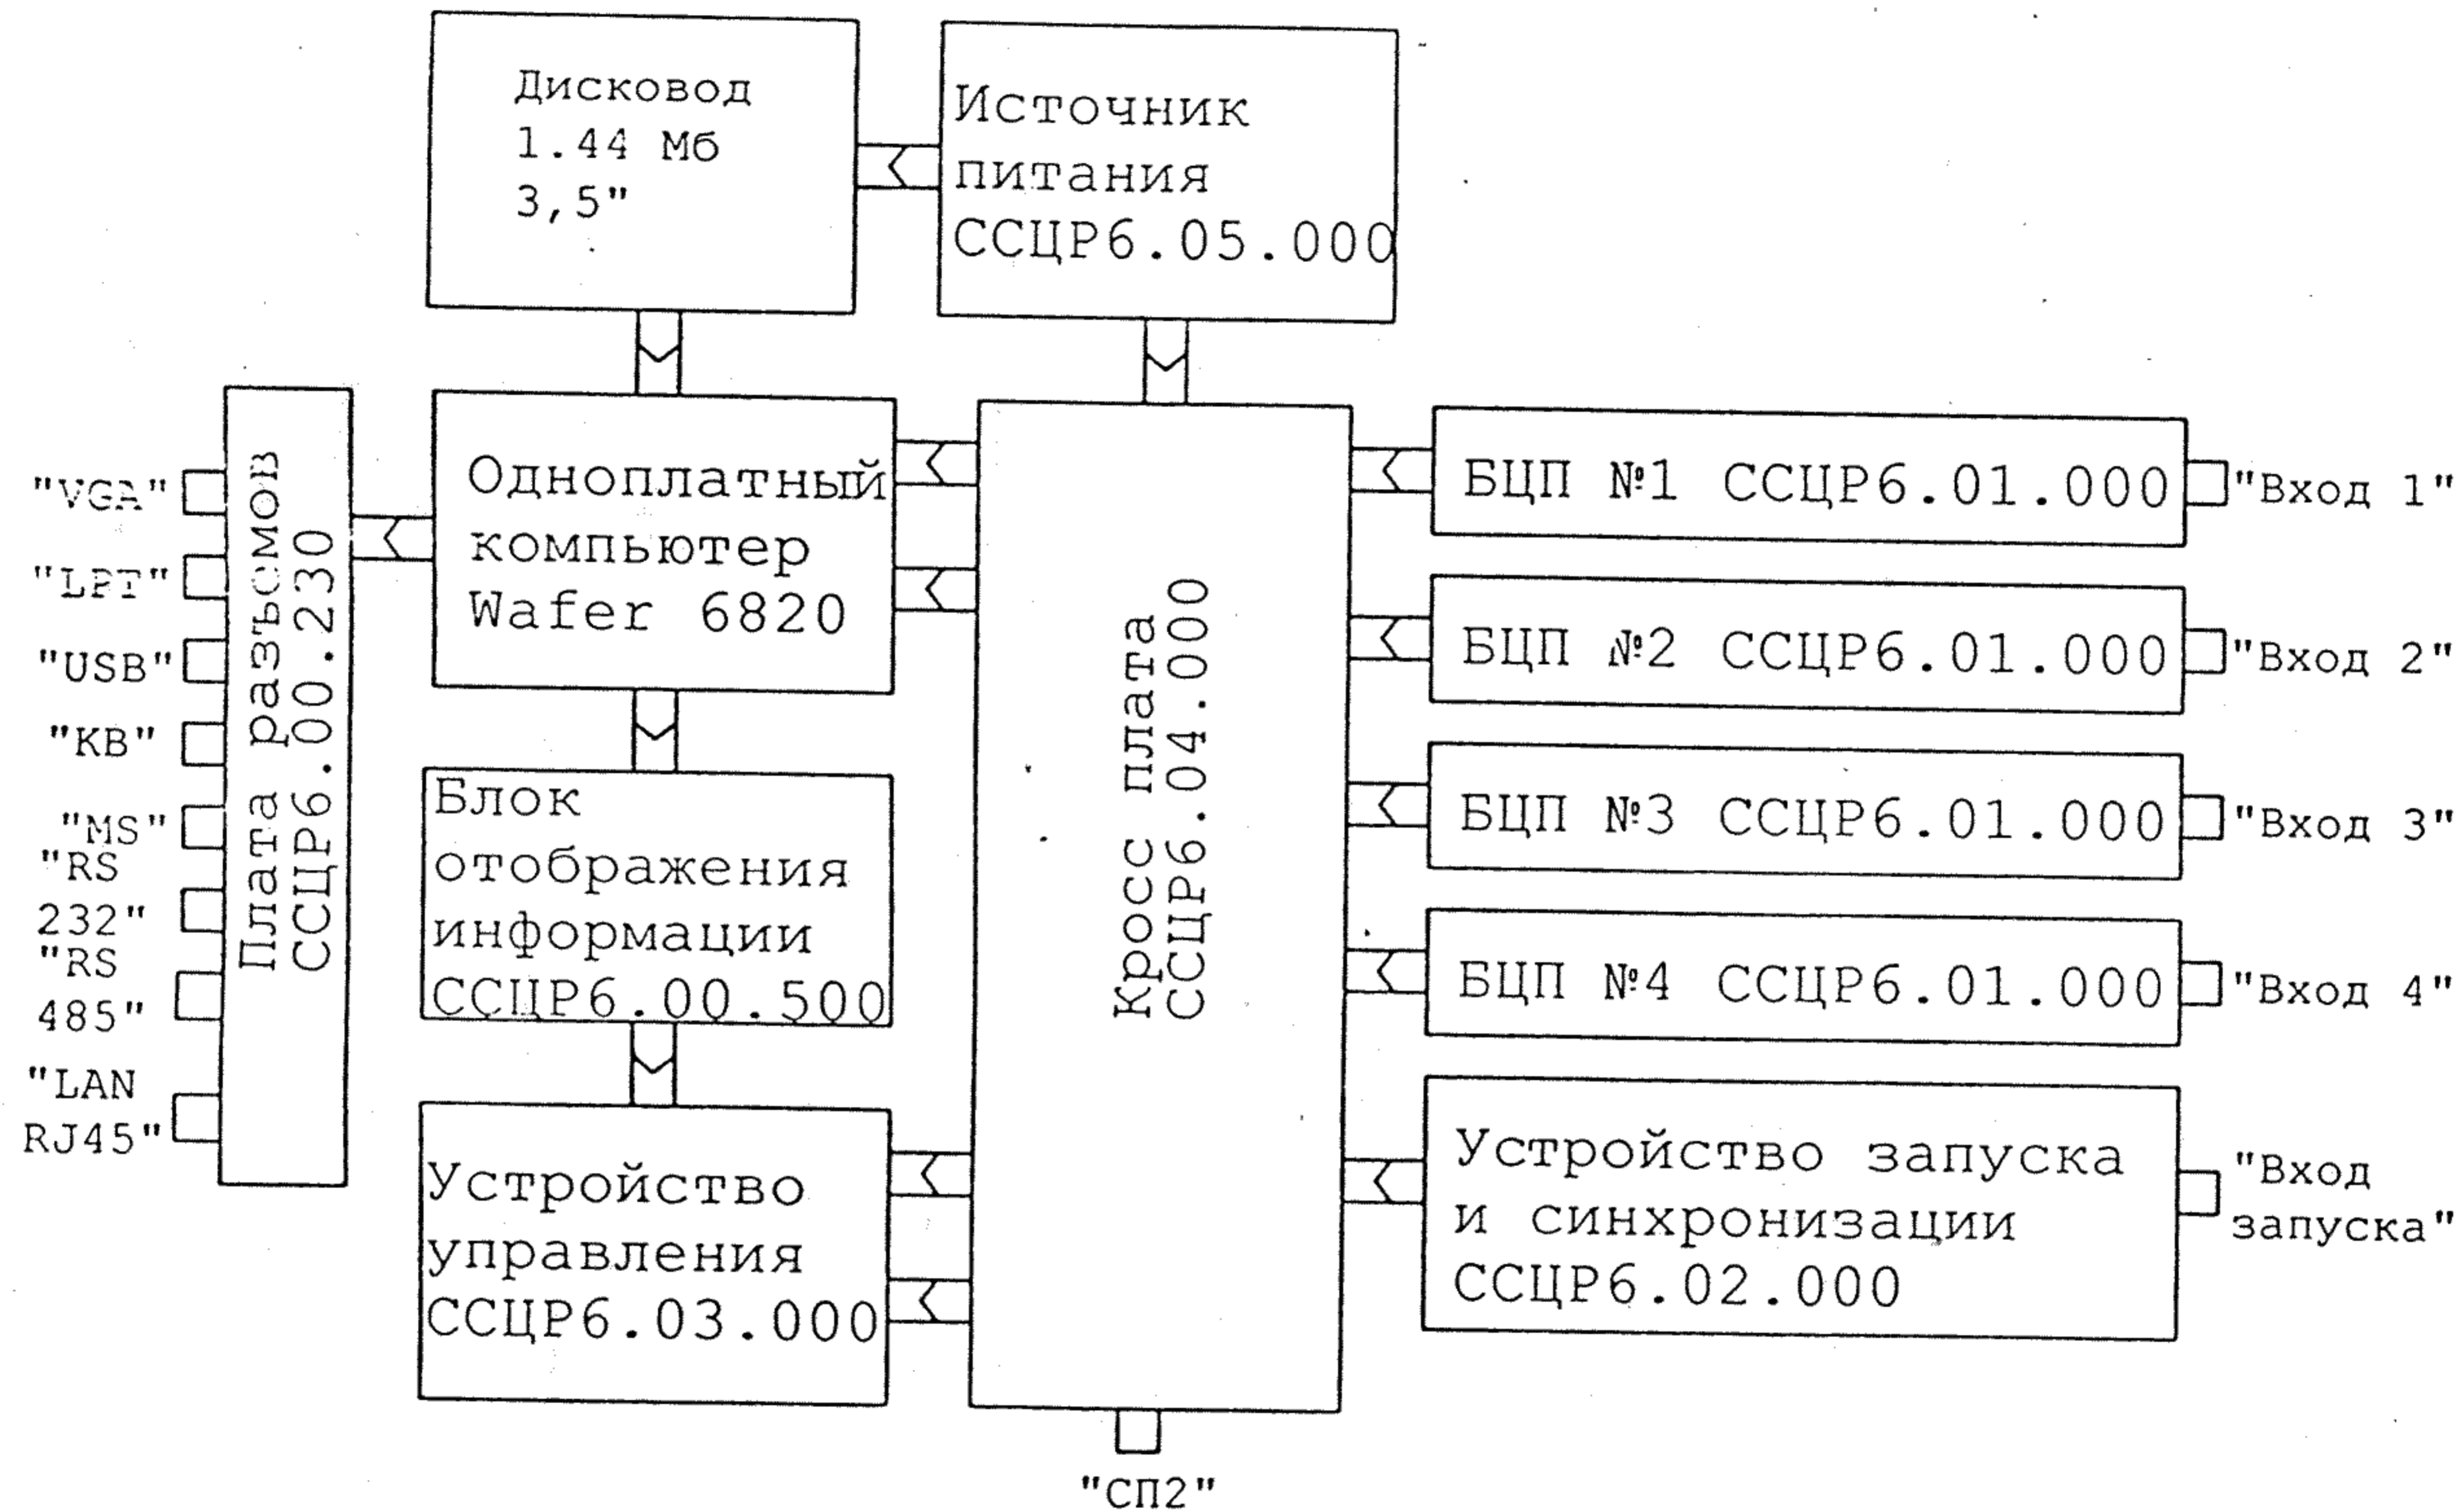 Дисковод
1.44 Мб
3,5"
Источник
питания
ССЦР6.05.000
"VGA"
"LPT"
"USB"
"KB"
"MS"
"RS
232"
"RS
485"
"LAN
RJ45"
Плата разъемов
ССЦР6.00.230
Одноплатный
компьютер
Wafer 6820
Блок
отображения
информации
ССЦР6.00.500
Устройство
управления
ССЦР6.03.000
Кросс плата
ССЦР6.04.000
"СП2"
БЦП №1 ССЦР6.01.000
"Вход 1"
БЦП №2 ССЦР6.01.000
"Вход 2"
БЦП №3 ССЦР6.01.000
"Вход 3"
БЦП №4 ССЦР6.01.000
"Вход 4"
Устройство запуска
и синхронизации
ССЦР6.02.000
"Вход
запуска"